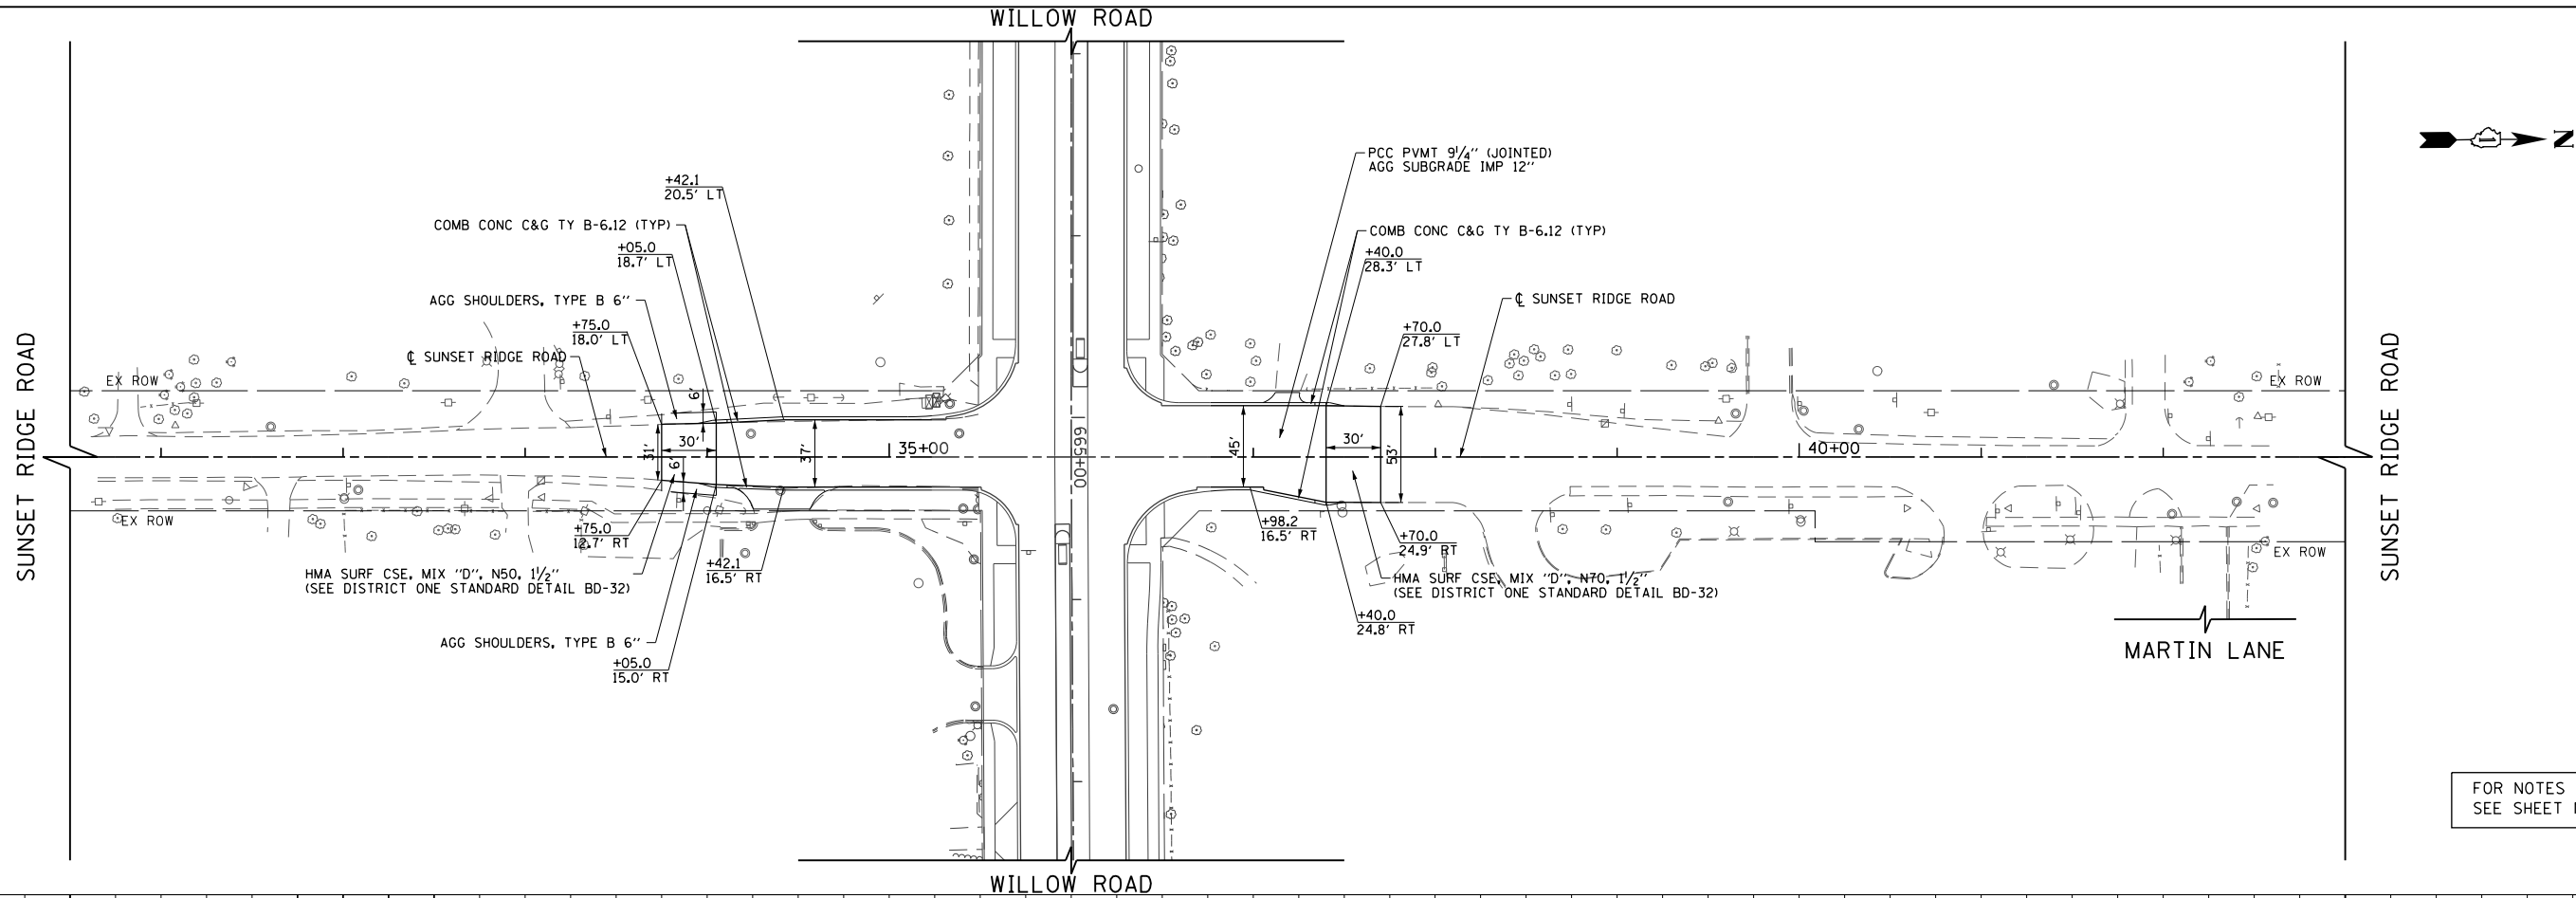 WILLOW ROAD
N
PCC PVMT 9 1/4" (JOINTED)
AGG SUBGRADE IMP 12"
+42.1
20.5' LT
COMB CONC C&G TY B-6.12 (TYP)
+05.0
18.7' LT
COMB CONC C&G TY B-6.12 (TYP)
+40.0
28.3' LT
AGG SHOULDERS, TYPE B 6"
℄ SUNSET RIDGE ROAD
+75.0
18.0' LT
+70.0
27.8' LT
℄ SUNSET RIDGE ROAD
SUNSET RIDGE ROAD
SUNSET RIDGE ROAD
EX ROW
EX ROW
6'
31'
30'
6'
37'
35+00
665+00
45'
30'
53'
40+00
EX ROW
+75.0
12.7' RT
+42.1
16.5' RT
+98.2
16.5' RT
+70.0
24.9' RT
EX ROW
HMA SURF CSE, MIX "D", N50, 1 1/2"
(SEE DISTRICT ONE STANDARD DETAIL BD-32)
HMA SURF CSE, MIX "D", N70, 1 1/2"
(SEE DISTRICT ONE STANDARD DETAIL BD-32)
+40.0
24.8' RT
AGG SHOULDERS, TYPE B 6"
+05.0
15.0' RT
MARTIN LANE
FOR NOTES
SEE SHEET
WILLOW ROAD